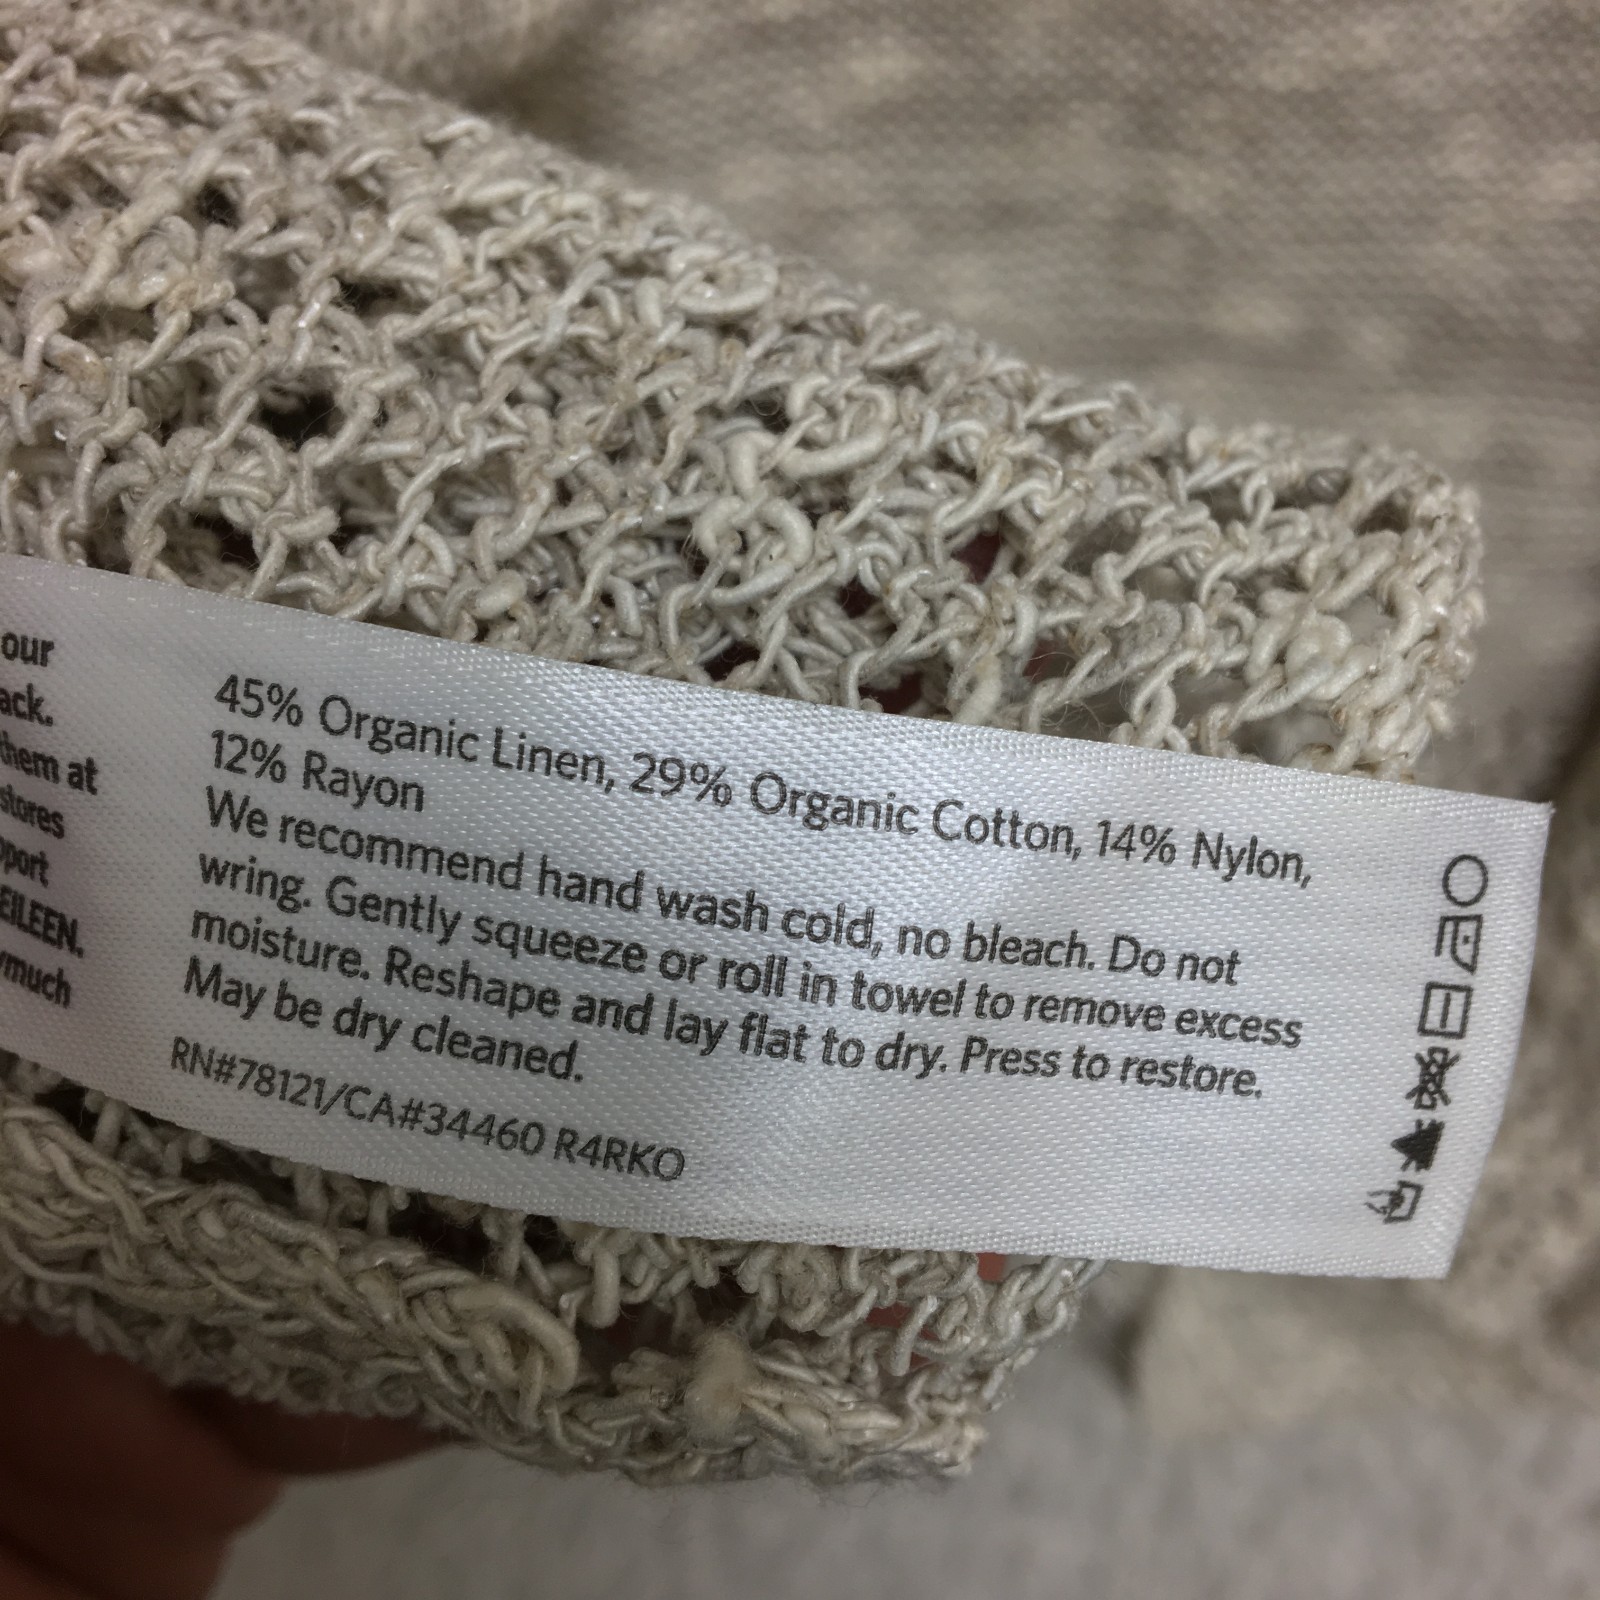 our
ack.
them at
stores
pport
EILEEN.
ymuch
45% Organic Linen, 29% Organic Cotton, 14% Nylon,
12% Rayon
We recommend hand wash cold, no bleach. Do not
wring. Gently squeeze or roll in towel to remove excess
moisture. Reshape and lay flat to dry. Press to restore.
May be dry cleaned.
RN#78121/CA#34460 R4RKO